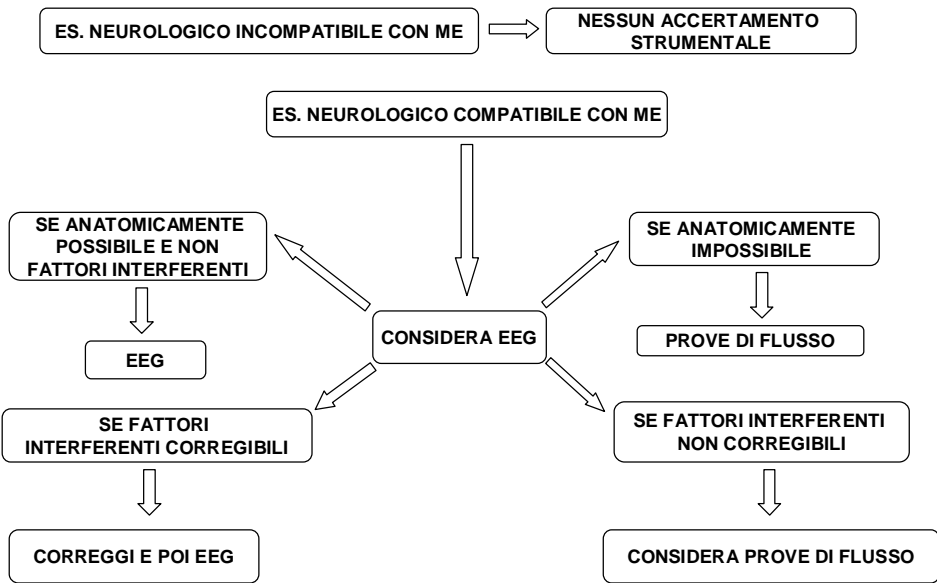 ES. NEUROLOGICO INCOMPATIBILE CON ME
NESSUN ACCERTAMENTO
STRUMENTALE
ES. NEUROLOGICO COMPATIBILE CON ME
SE ANATOMICAMENTE
POSSIBILE E NON
FATTORI INTERFERENTI
SE ANATOMICAMENTE
IMPOSSIBILE
CONSIDERA EEG
EEG
PROVE DI FLUSSO
SE FATTORI
INTERFERENTI CORREGIBILI
SE FATTORI INTERFERENTI
NON CORREGIBILI
CORREGGI E POI EEG
CONSIDERA PROVE DI FLUSSO